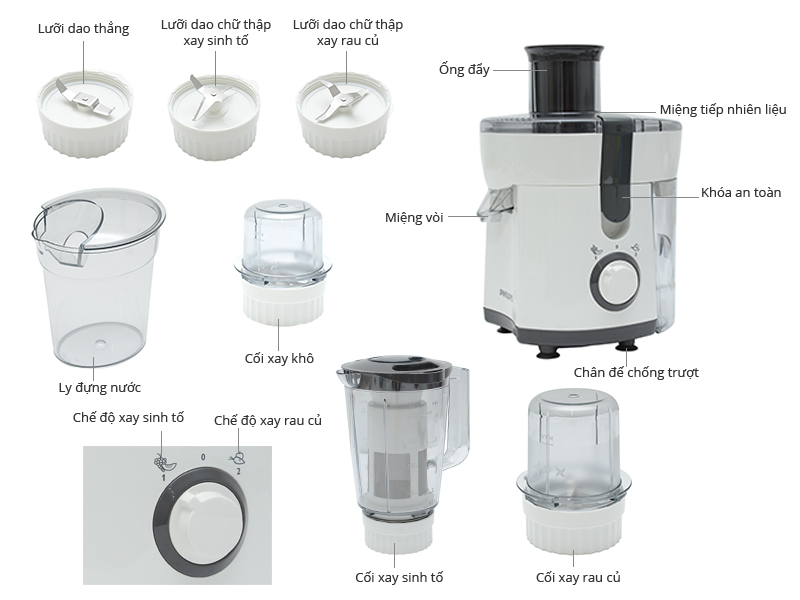 Lưỡi dao thẳng
Lưỡi dao chữ thập
xay sinh tố
Lưỡi dao chữ thập
xay rau củ
Ống đẩy
Miệng tiếp nhiên liệu
Khóa an toàn
Miệng vòi
Cối xay khô
Ly đựng nước
Chân đế chống trượt
Chế độ xay sinh tố
Chế độ xay rau củ
0
1
2
Cối xay sinh tố
Cối xay rau củ